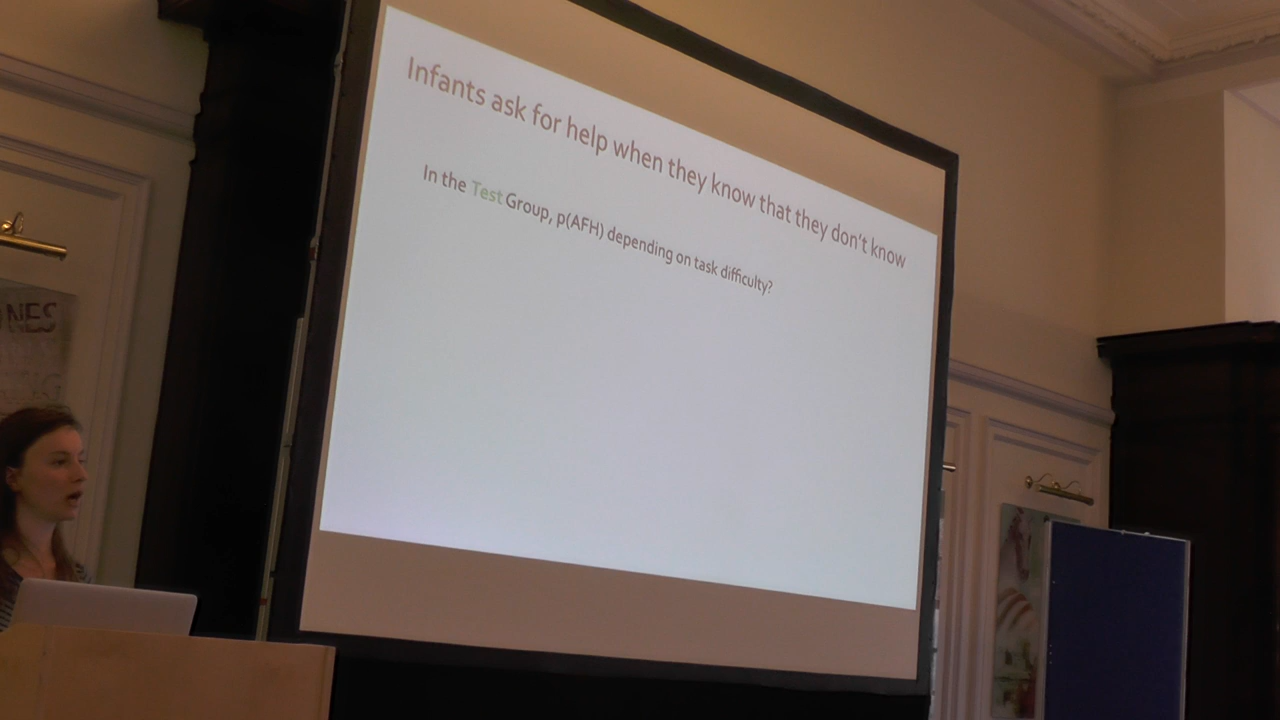 Infants ask for help when they know that they don't know
In the Test Group, p(AFH) depending on task difficulty?
NES